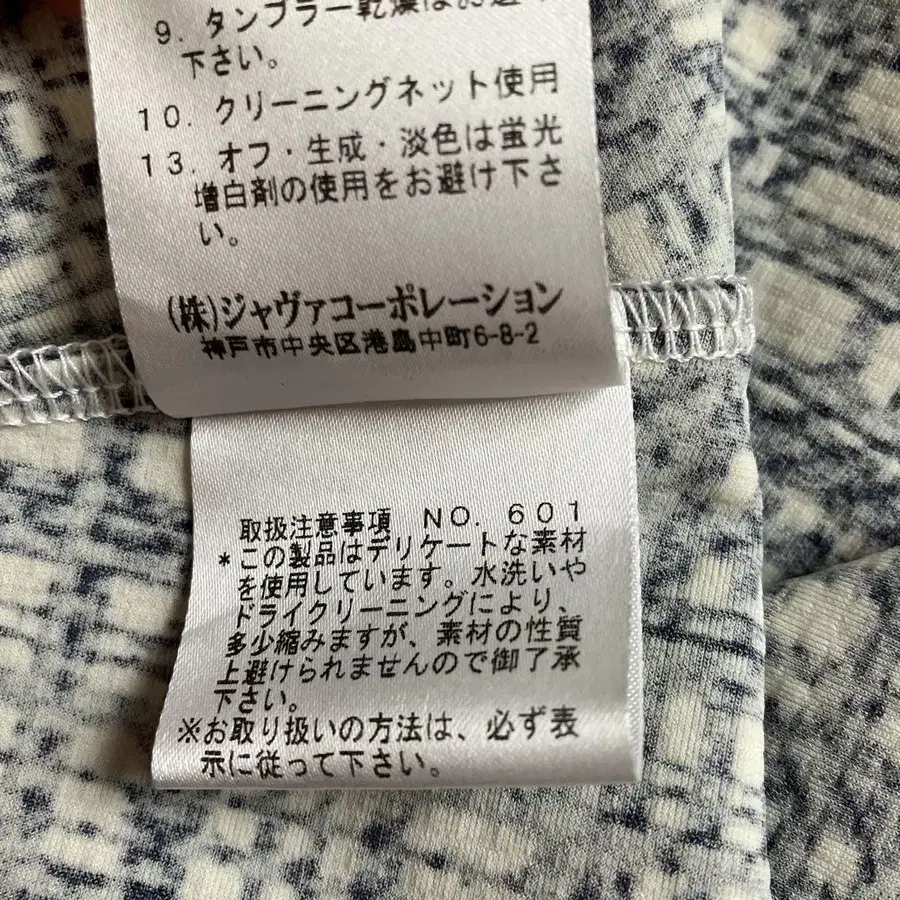 9. タンブラー乾燥はお避け
下さい。
10. クリーニングネット使用
13. オフ・生成・淡色は蛍光
増白剤の使用をお避け下さ
い。
(株)ジャヴァコーポレーション
神戸市中央区港島中町6-8-2
取扱注意事項 NO. 601
*この製品はデリケートな素材
を使用しています。水洗いや
ドライクリーニングにより、
多少縮みますが、素材の性質
上避けられませんので御了承
下さい。
※お取り扱いの方法は、必ず表
示に従って下さい。